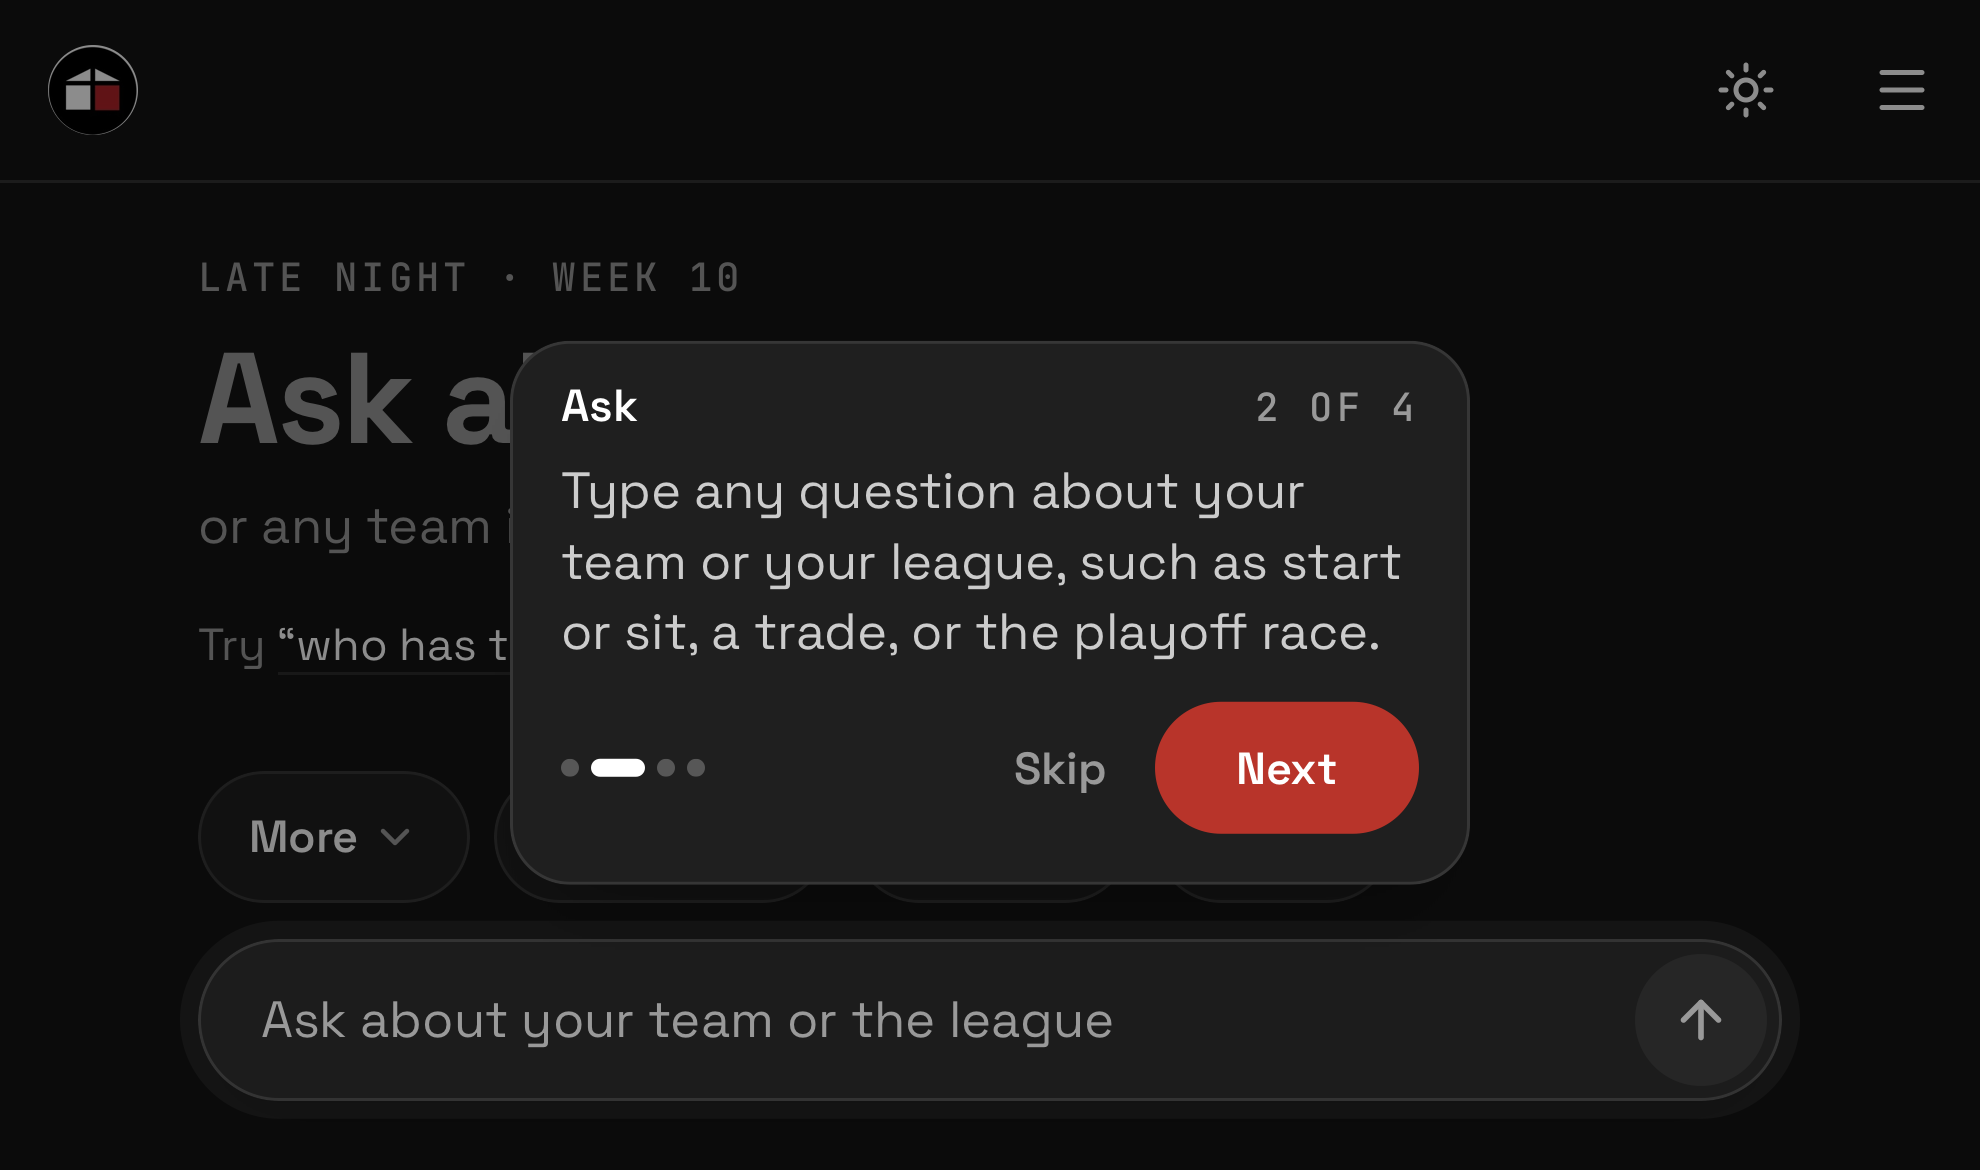 LATE NIGHT · WEEK 10
Ask
or any team
Try “who has
Ask
2 OF 4
Type any question about your
team or your league, such as start
or sit, a trade, or the playoff race.
Skip
Next
More
Ask about your team or the league